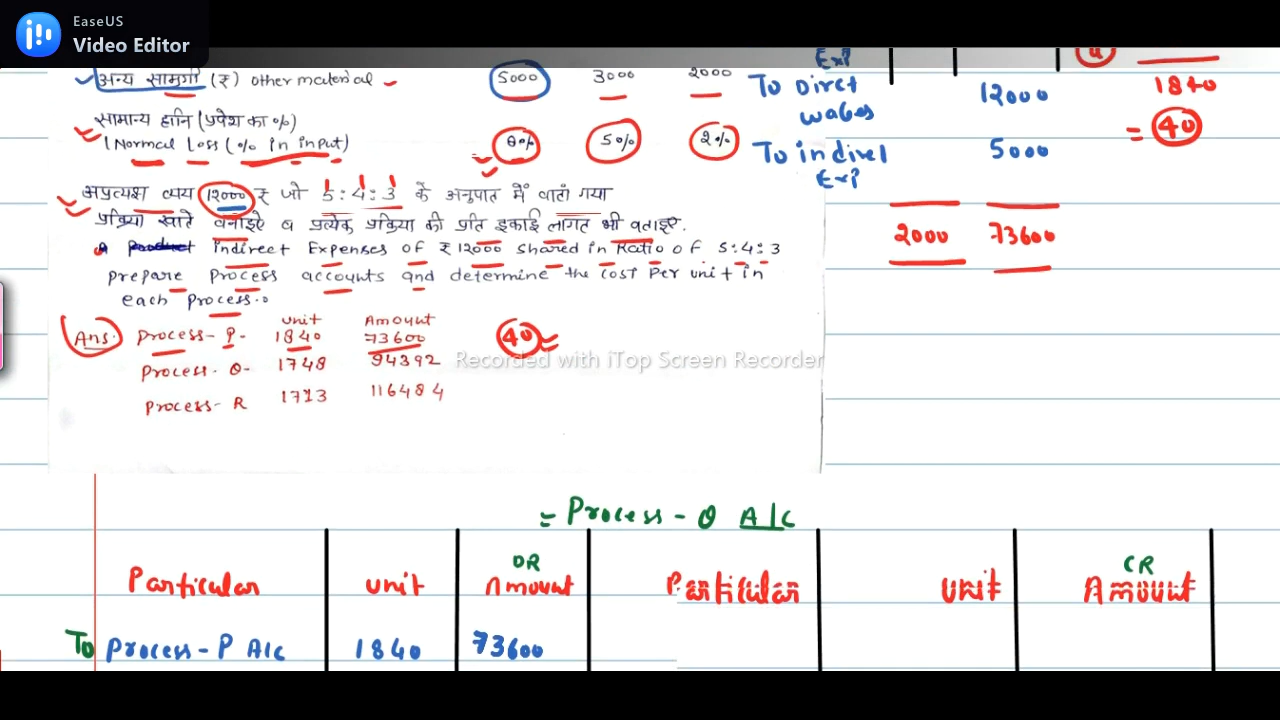 EaseUS
Video Editor
अन्य सामग्री (₹) other material 5000 3000 2000
सामान्य हानि (प्रवेश का %)
(Normal Loss (% in input) 8% 5% 2%
अप्रत्यक्ष व्यय 12000 ₹ जो 5:4:3 के अनुपात में बाटां गया
प्रक्रिया खाते बनाइऐ व प्रत्येक प्रक्रिया की प्रति इकाई लागत भी बताइए
indirect Expenses of ₹ 12000 shared in Ratio of 5:4:3
prepare Process accounts and determine the cost Per unit in
each Process.
unit Amount
Ans. Process- P- 1840 73600 40
Process- Q- 1748 94392
Process- R 1713 116484
Recorded with iTop Screen Recorder
Exp
To Direct 12000
wages
To indirel 5000
Exp
2000 73600
1840
= 40
= Process - Q A/C
DR CR
Particular unit Amount Particular unit Amount
To Process - P A/C 1840 73600